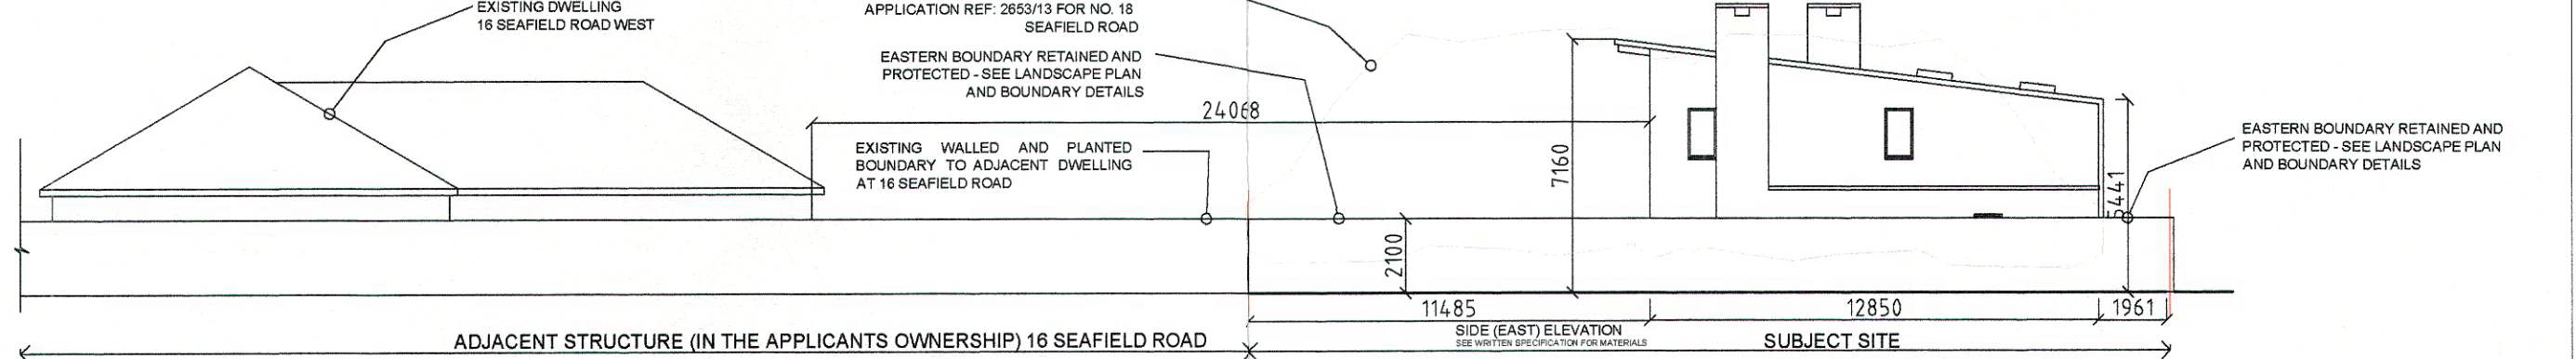 EXISTING DWELLING
16 SEAFIELD ROAD WEST
APPLICATION REF: 2653/13 FOR NO. 18
SEAFIELD ROAD
EASTERN BOUNDARY RETAINED AND
PROTECTED - SEE LANDSCAPE PLAN
AND BOUNDARY DETAILS
24068
EXISTING WALLED AND PLANTED
BOUNDARY TO ADJACENT DWELLING
AT 16 SEAFIELD ROAD
7160
2100
5441
EASTERN BOUNDARY RETAINED AND
PROTECTED - SEE LANDSCAPE PLAN
AND BOUNDARY DETAILS
11485
12850
1961
SIDE (EAST) ELEVATION
SEE WRITTEN SPECIFICATION FOR MATERIALS
ADJACENT STRUCTURE (IN THE APPLICANTS OWNERSHIP) 16 SEAFIELD ROAD
SUBJECT SITE